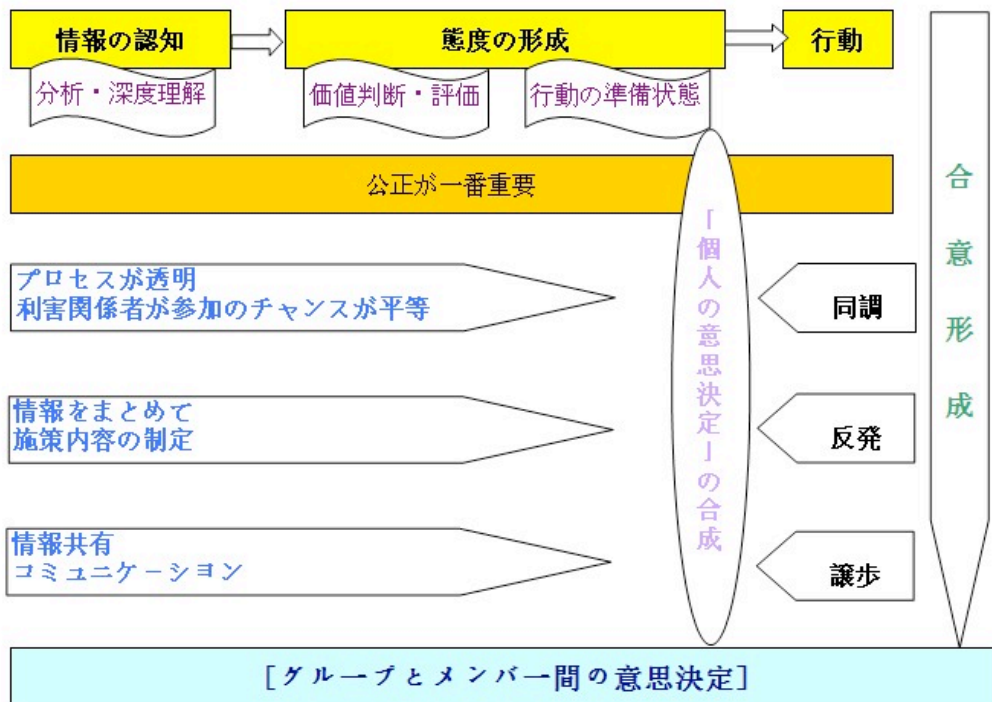 情報の認知
態度の形成
行動
分析・深度理解
価値判断・評価
行動の準備状態
公正が一番重要
プロセスが透明
利害関係者が参加のチャンスが平等
同調
情報をまとめて
施策内容の制定
反発
情報共有
コミュニケーション
譲歩
「個人の意思決定」の合成
合意形成
[グループとメンバー間の意思決定]